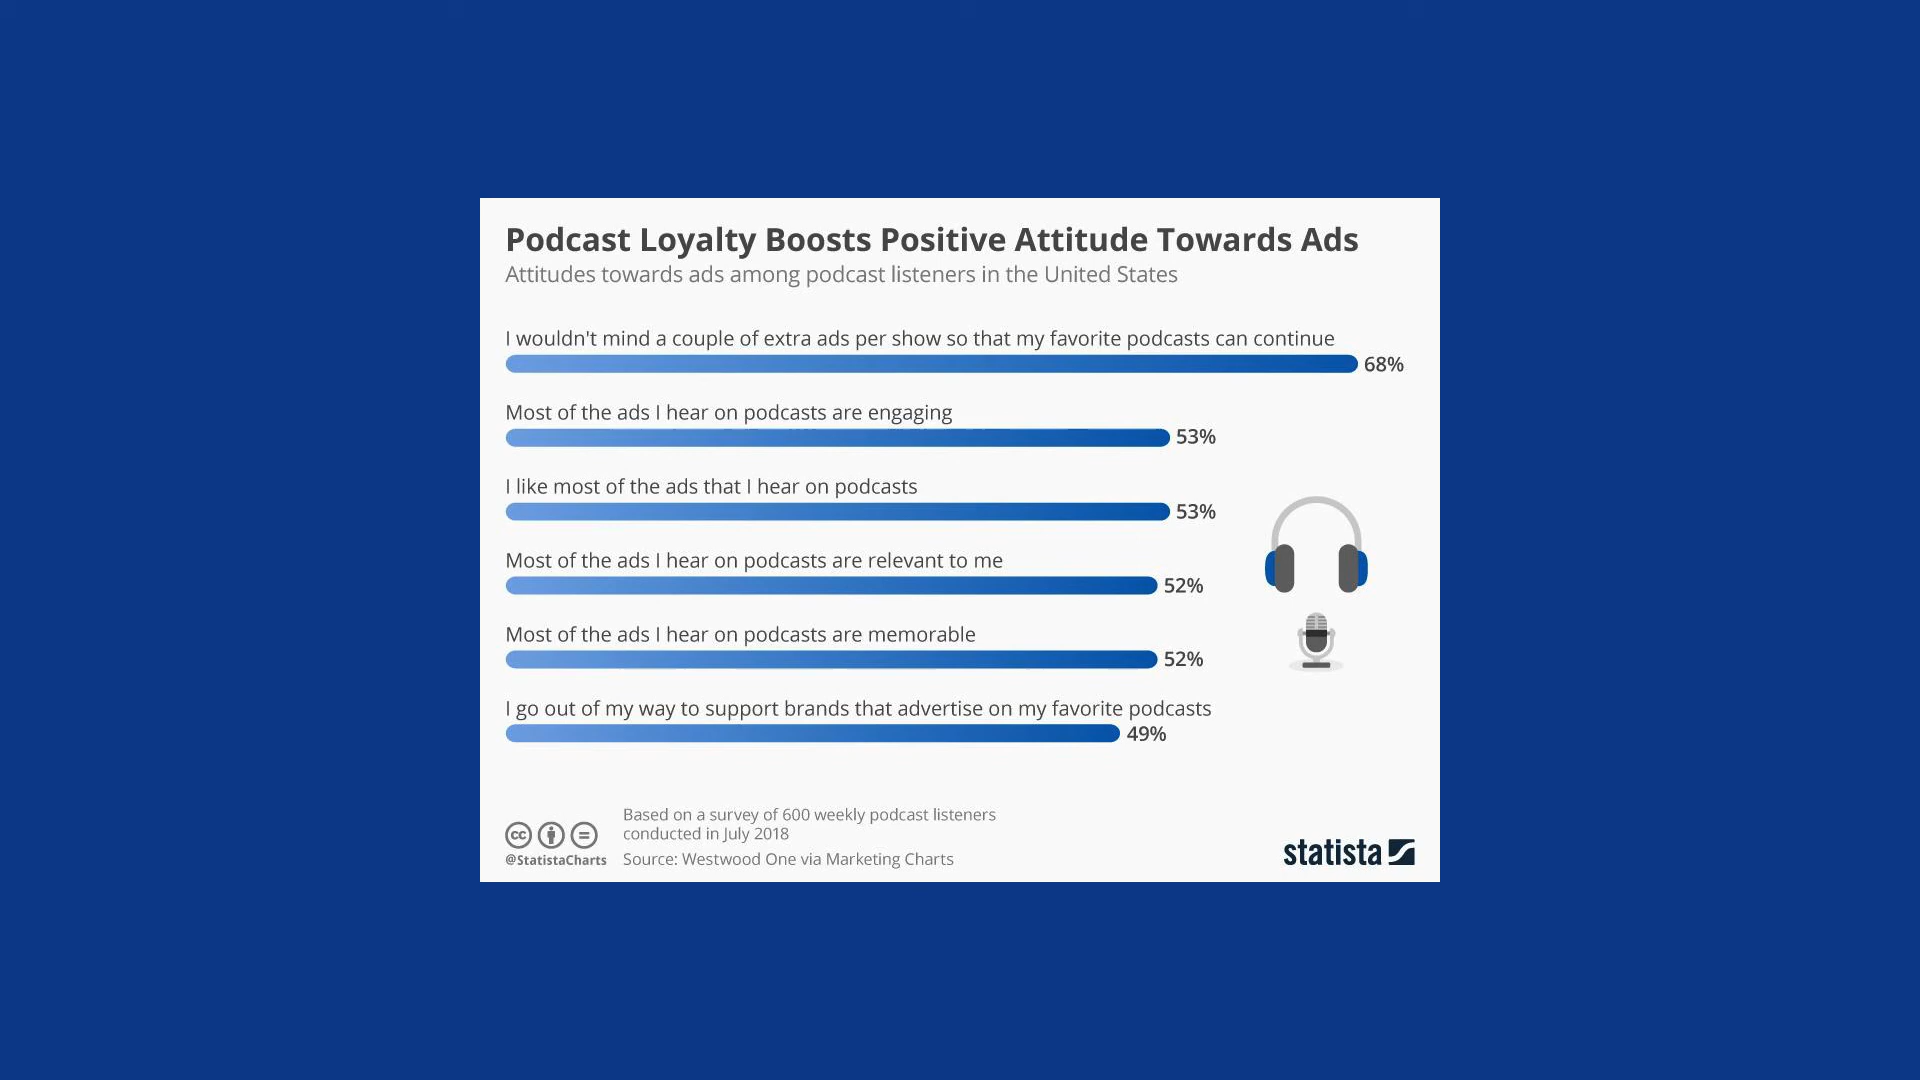 Podcast Loyalty Boosts Positive Attitude Towards Ads
Attitudes towards ads among podcast listeners in the United States
I wouldn't mind a couple of extra ads per show so that my favorite podcasts can continue
68%
Most of the ads I hear on podcasts are engaging
53%
I like most of the ads that I hear on podcasts
53%
Most of the ads I hear on podcasts are relevant to me
52%
Most of the ads I hear on podcasts are memorable
52%
I go out of my way to support brands that advertise on my favorite podcasts
49%
Based on a survey of 600 weekly podcast listeners
conducted in July 2018
cc
@StatistaCharts
Source: Westwood One via Marketing Charts
statista